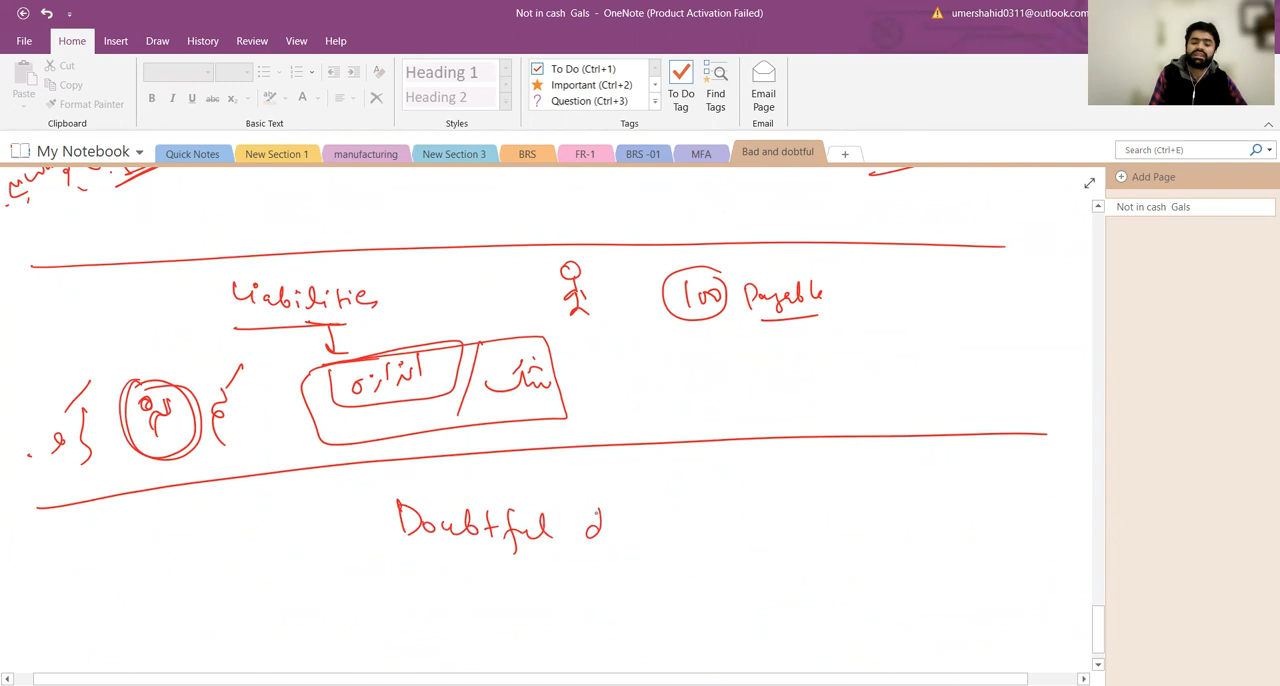 Not in cash Gals - OneNote (Product Activation Failed)
umershahid0311@outlook.com
File Home Insert Draw History Review View Help
Paste
Cut
Copy
Format Painter
Clipboard
B I U abc X₂ A
Basic Text
Heading 1
Heading 2
Styles
To Do (Ctrl+1)
Important (Ctrl+2)
Question (Ctrl+3)
Tags
To Do Tag
Find Tags
Email Page
Email
My Notebook
Quick Notes New Section 1 manufacturing New Section 3 BRS FR-1 BRS -01 MFA Bad and doubtful
Search (Ctrl+E)
Add Page
Not in cash Gals
Liabilities
100 Payable
اندازہ
Doubtful d